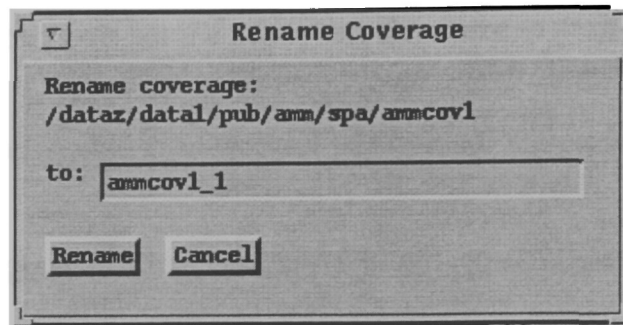 Rename Coverage
Rename coverage:
/dataz/data1/pub/amm/spa/ammcov1
to:
ammcov1_1
Rename
Cancel